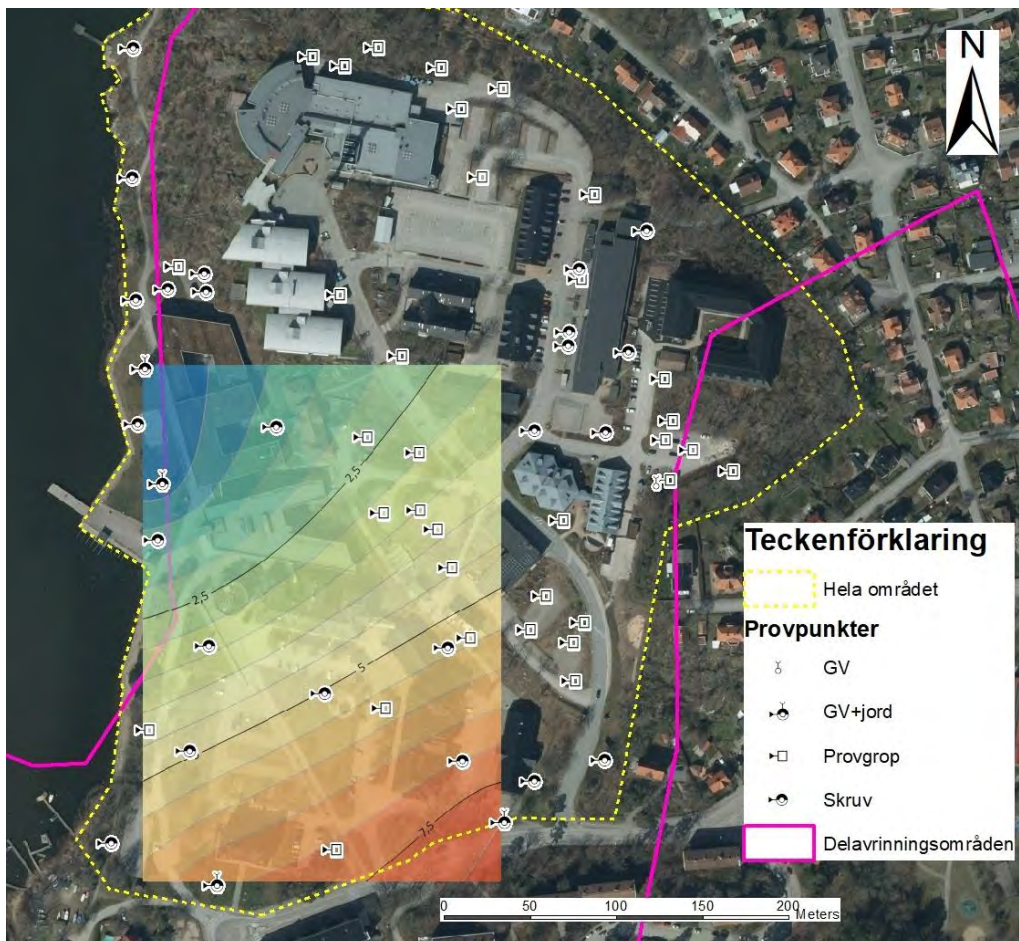 N
2,5
2,5
5
7,5
Teckenförklaring
Hela området
Provpunkter
GV
GV+jord
Provgrop
Skruv
Delavrinningsområden
0 50 100 150 200
Meters